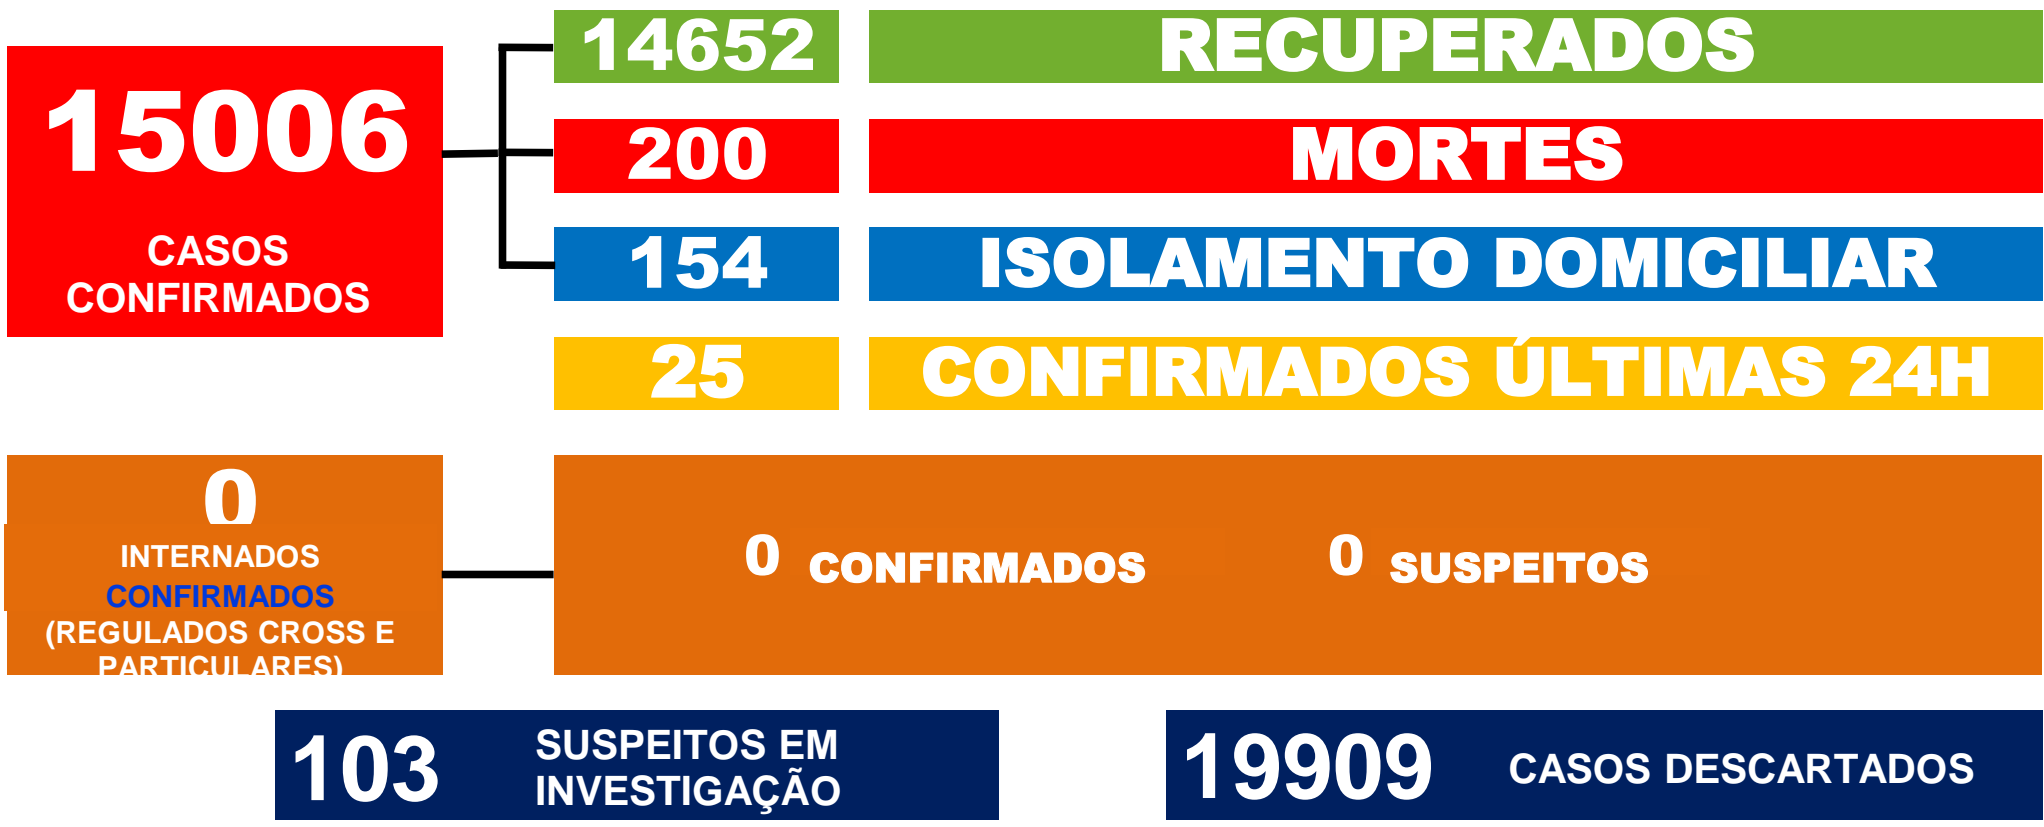 15006
CASOS
CONFIRMADOS
14652 RECUPERADOS
200 MORTES
154 ISOLAMENTO DOMICILIAR
25 CONFIRMADOS ÚLTIMAS 24H
0
INTERNADOS
CONFIRMADOS
(REGULADOS CROSS E
PARTICULARES)
0 CONFIRMADOS 0 SUSPEITOS
103 SUSPEITOS EM
INVESTIGAÇÃO
19909 CASOS DESCARTADOS